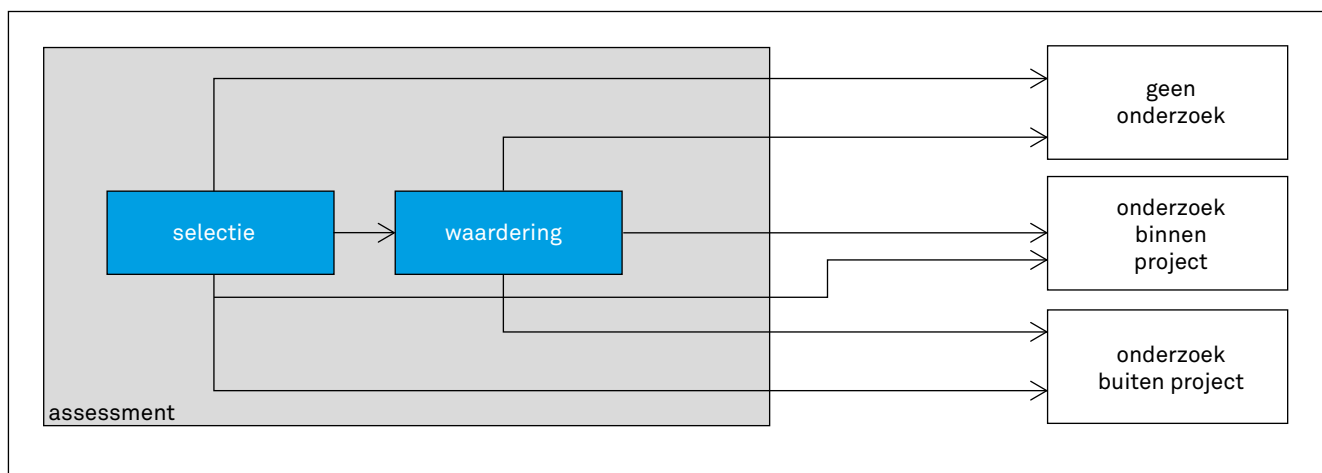 geen
onderzoek
selectie
waardering
onderzoek
binnen
project
onderzoek
buiten project
assessment